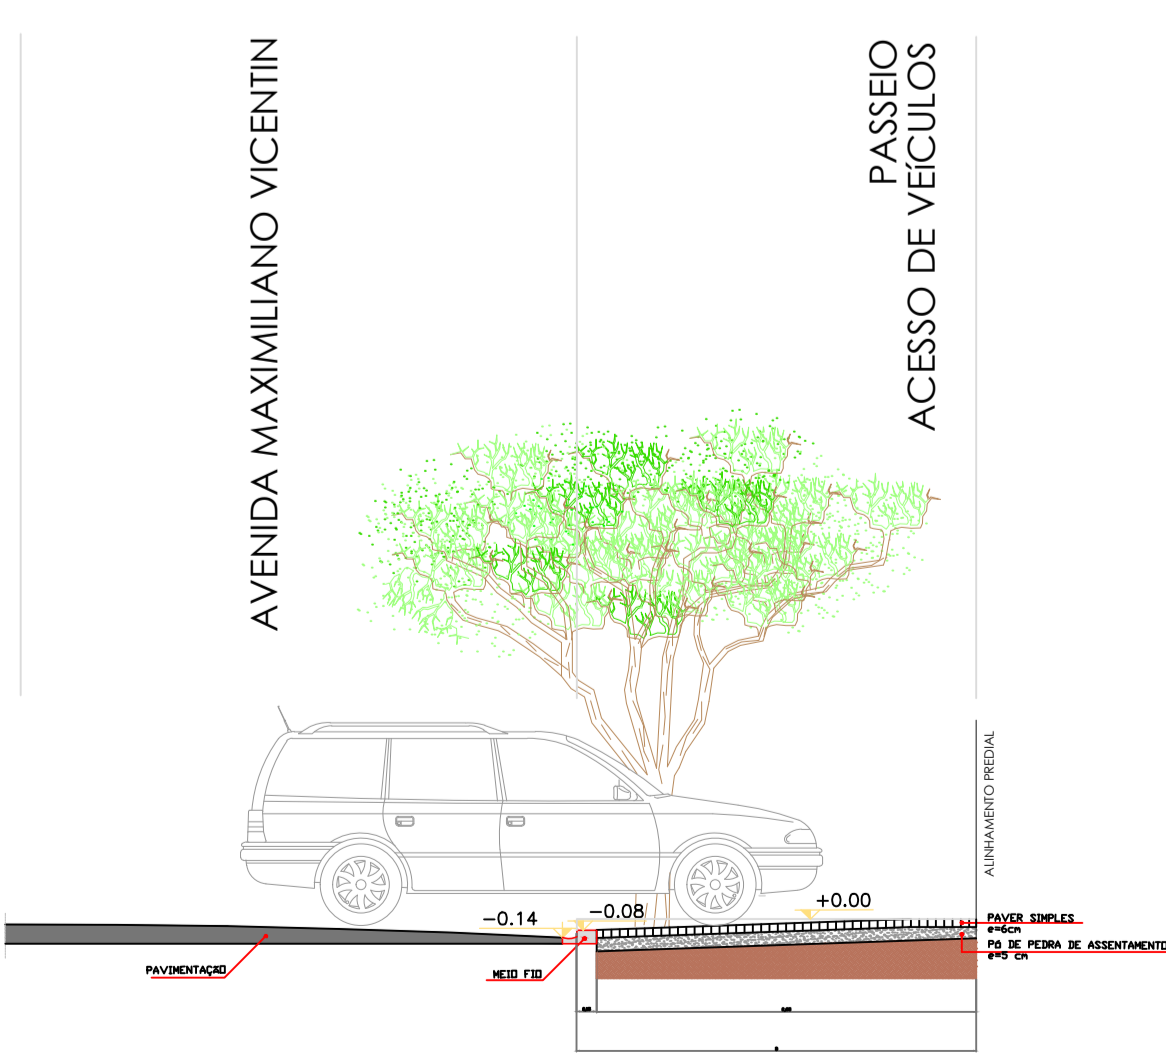 AVENIDA MAXIMILIANO VICENTIN
PASSEIO
ACESSO DE VEÍCULOS
ALINHAMENTO PREDIAL
-0.14
-0.08
+0.00
PAVER SIMPLES
e=6cm
PÓ DE PEDRA DE ASSENTAMENTO
e=5 cm
PAVIMENTAÇÃO
MEIO FIO